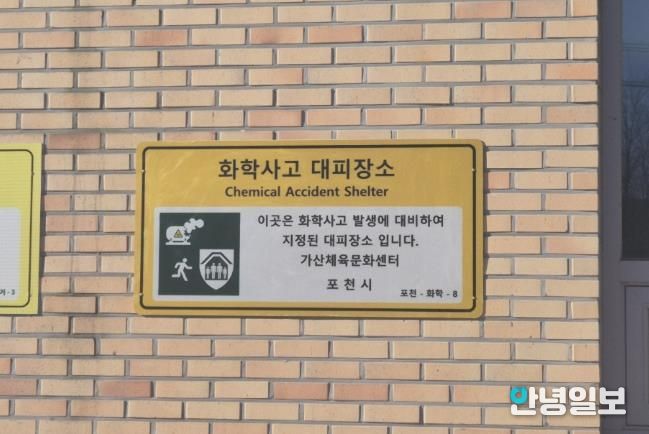 화학사고 대피장소
Chemical Accident Shelter
이곳은 화학사고 발생에 대비하여
지정된 대피장소 입니다.
가산체육문화센터
포 천 시
포천 - 화학 - 8
거 - 3
안녕일보